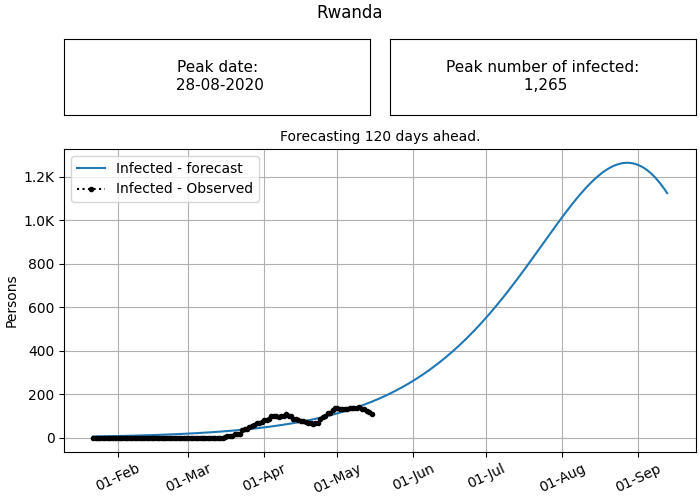 Rwanda
Peak date:
28-08-2020
Peak number of infected:
1,265
Forecasting 120 days ahead.
Infected - forecast
Infected - Observed
Persons
1.2K
1.0K
800
600
400
200
0
01-Feb
01-Mar
01-Apr
01-May
01-Jun
01-Jul
01-Aug
01-Sep